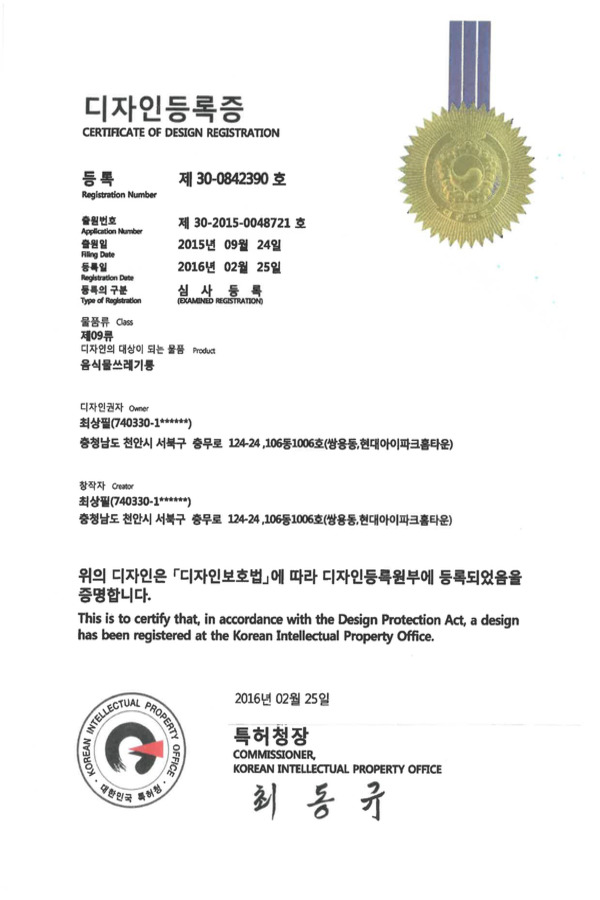 디자인등록증
CERTIFICATE OF DESIGN REGISTRATION
등 록 제 30-0842390 호
Registration Number
출원번호 제 30-2015-0048721 호
Application Number
출원일 2015년 09월 24일
Filing Date
등록일 2016년 02월 25일
Registration Date
등록의 구분 심 사 등 록
Type of Registration (EXAMINED REGISTRATION)
물품류 Class
제09류
디자인의 대상이 되는 물품 Product
음식물쓰레기통
디자인권자 Owner
최상필(740330-1******)
충청남도 천안시 서북구 충무로 124-24 ,106동1006호(쌍용동,현대아이파크홈타운)
창작자 Creator
최상필(740330-1******)
충청남도 천안시 서북구 충무로 124-24 ,106동1006호(쌍용동,현대아이파크홈타운)
위의 디자인은 「디자인보호법」에 따라 디자인등록원부에 등록되었음을
증명합니다.
This is to certify that, in accordance with the Design Protection Act, a design
has been registered at the Korean Intellectual Property Office.
2016년 02월 25일
특허청장
COMMISSIONER,
KOREAN INTELLECTUAL PROPERTY OFFICE
최 동 규
KOREAN INTELLECTUAL PROPERTY OFFICE
대한민국 특허청